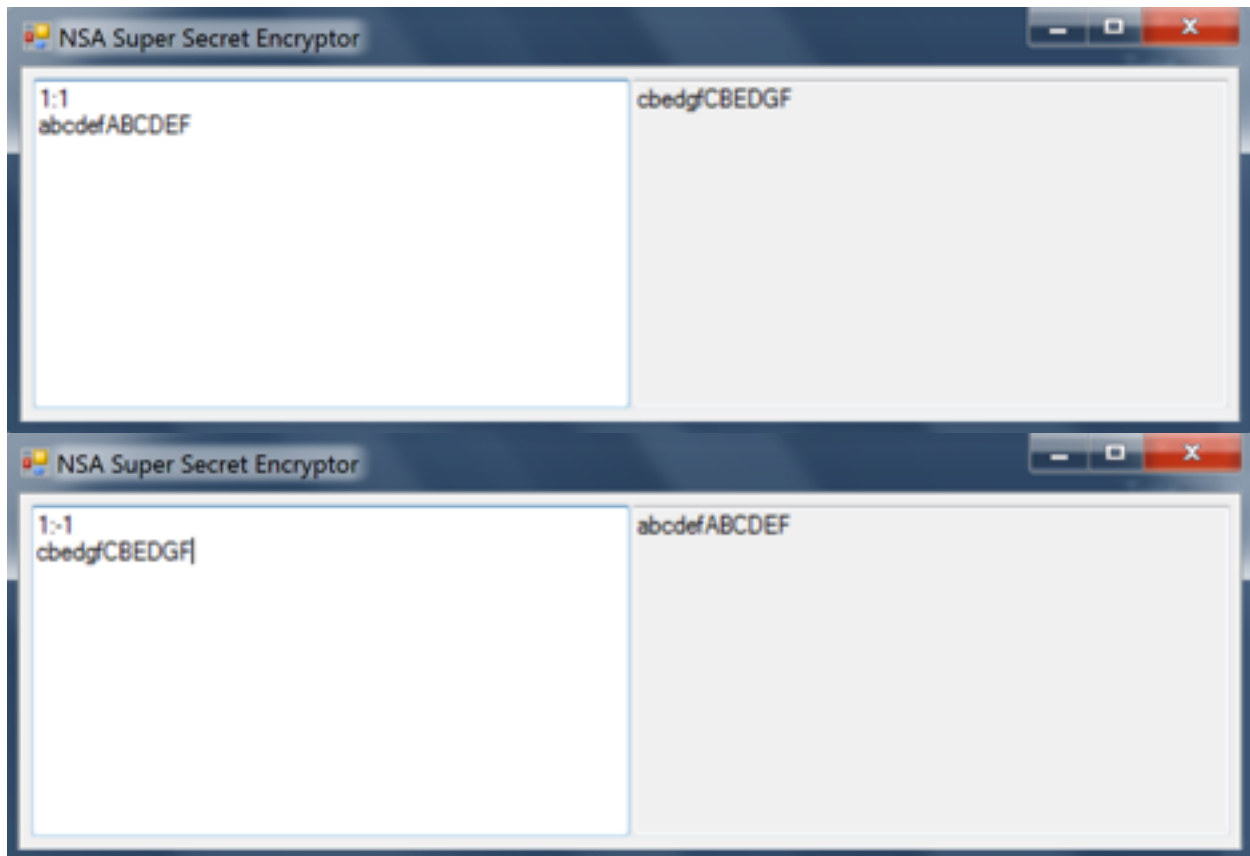 NSA Super Secret Encryptor
1:1
abcdefABCDEF
cbedgfCBEDGF
NSA Super Secret Encryptor
1:-1
cbedgfCBEDGF
abcdefABCDEF